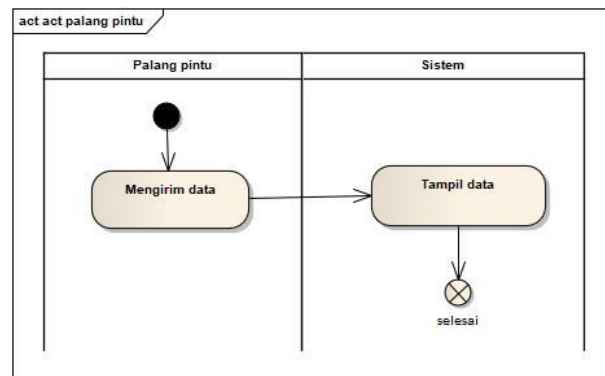 act act palang pintu
Palang pintu
Sistem
Mengirim data
Tampil data
selesai